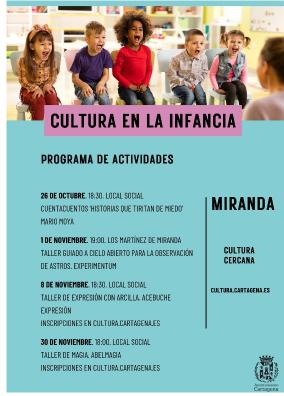 CULTURA EN LA INFANCIA
PROGRAMA DE ACTIVIDADES
26 DE OCTUBRE. 18:30. LOCAL SOCIAL
CUENTACUENTOS 'HISTORIAS QUE TIRITAN DE MIEDO'
MARIO MOYA
1 DE NOVIEMBRE. 19:00. LOS MARTÍNEZ DE MIRANDA
TALLER GUIADO A CIELO ABIERTO PARA LA OBSERVACIÓN
DE ASTROS. EXPERIMENTUM
8 DE NOVIEMBRE. 18:30. LOCAL SOCIAL
TALLER DE EXPRESIÓN CON ARCILLA. ACEBUCHE
EXPRESIÓN
INSCRIPCIONES EN CULTURA.CARTAGENA.ES
30 DE NOVIEMBRE. 18:00. LOCAL SOCIAL
TALLER DE MAGIA. ABELMAGIA
INSCRIPCIONES EN CULTURA.CARTAGENA.ES
MIRANDA
CULTURA
CERCANA
CULTURA.CARTAGENA.ES
Cartagena